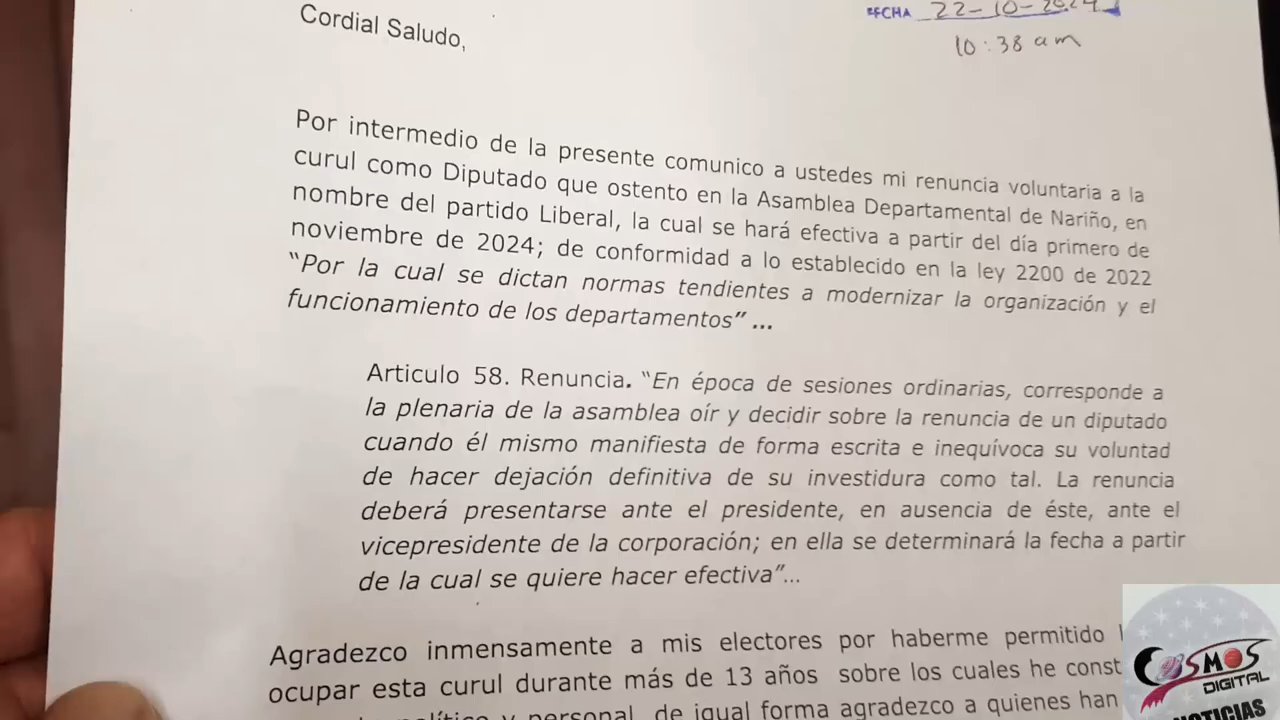 Cordial Saludo,
FECHA 22-10-2024
10:38 am
Por intermedio de la presente comunico a ustedes mi renuncia voluntaria a la
curul como Diputado que ostento en la Asamblea Departamental de Nariño, en
nombre del partido Liberal, la cual se hará efectiva a partir del día primero de
noviembre de 2024; de conformidad a lo establecido en la ley 2200 de 2022
“Por la cual se dictan normas tendientes a modernizar la organización y el
funcionamiento de los departamentos” ...
Articulo 58. Renuncia. “En época de sesiones ordinarias, corresponde a
la plenaria de la asamblea oír y decidir sobre la renuncia de un diputado
cuando él mismo manifiesta de forma escrita e inequívoca su voluntad
de hacer dejación definitiva de su investidura como tal. La renuncia
deberá presentarse ante el presidente, en ausencia de éste, ante el
vicepresidente de la corporación; en ella se determinará la fecha a partir
de la cual se quiere hacer efectiva”...
Agradezco inmensamente a mis electores por haberme permitido
ocupar esta curul durante más de 13 años sobre los cuales he const
y personal, de igual forma agradezco a quienes han
COSMOS
DIGITAL
NOTICIAS